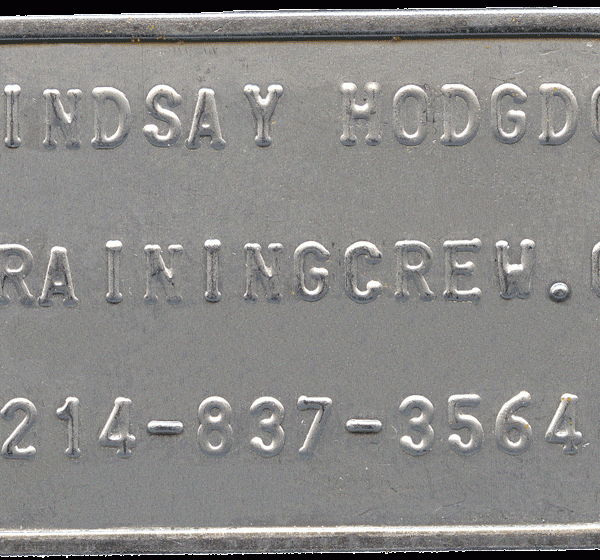 INDSAY HODGDO
RAININGCREW.C
214-837-3564